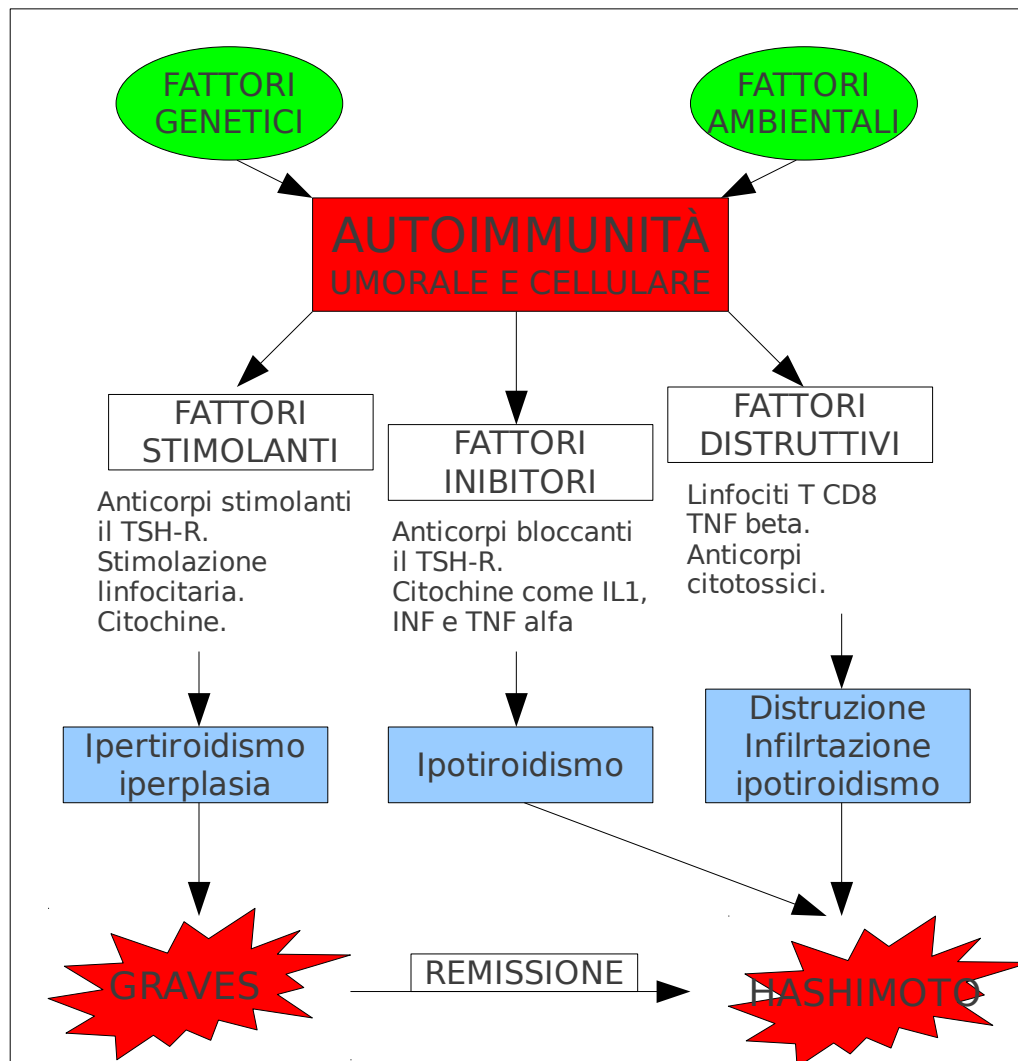 FATTORI
GENETICI
FATTORI
AMBIENTALI
AUTOIMMUNITÀ
UMORALE E CELLULARE
FATTORI
STIMOLANTI
Anticorpi stimolanti
il TSH-R.
Stimolazione
linfocitaria.
Citochine.
FATTORI
INIBITORI
Anticorpi bloccanti
il TSH-R.
Citochine come IL1,
INF e TNF alfa
FATTORI
DISTRUTTIVI
Linfociti T CD8
TNF beta.
Anticorpi
citotossici.
Ipertiroidismo
iperplasia
Ipotiroidismo
Distruzione
Infilrtazione
ipotiroidismo
GRAVES
REMISSIONE
HASHIMOTO